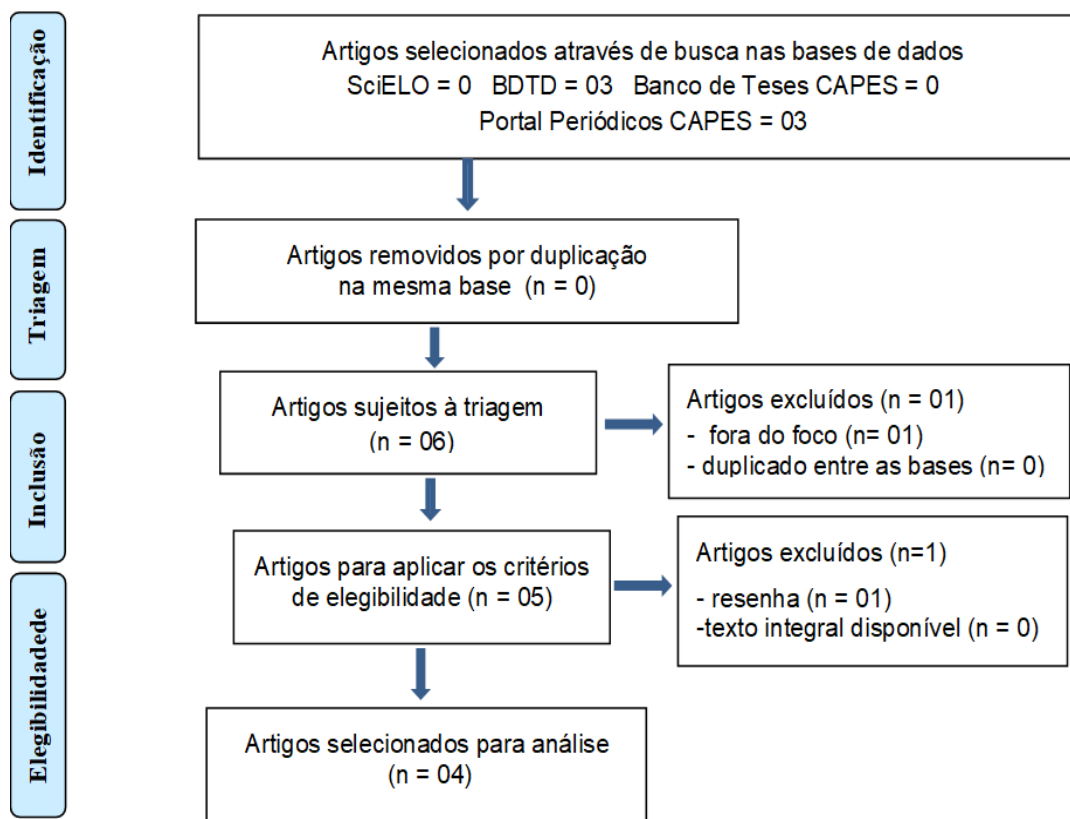 Identificação
Artigos selecionados através de busca nas bases de dados
SciELO = 0 BDTD = 03 Banco de Teses CAPES = 0
Portal Periódicos CAPES = 03
Triagem
Artigos removidos por duplicação
na mesma base (n = 0)
Artigos sujeitos à triagem
(n = 06)
Artigos excluídos (n = 01)
- fora do foco (n= 01)
- duplicado entre as bases (n= 0)
Inclusão
Artigos para aplicar os critérios
de elegibilidade (n = 05)
Artigos excluídos (n=1)
- resenha (n = 01)
-texto integral disponível (n = 0)
Elegibilidadede
Artigos selecionados para análise
(n = 04)